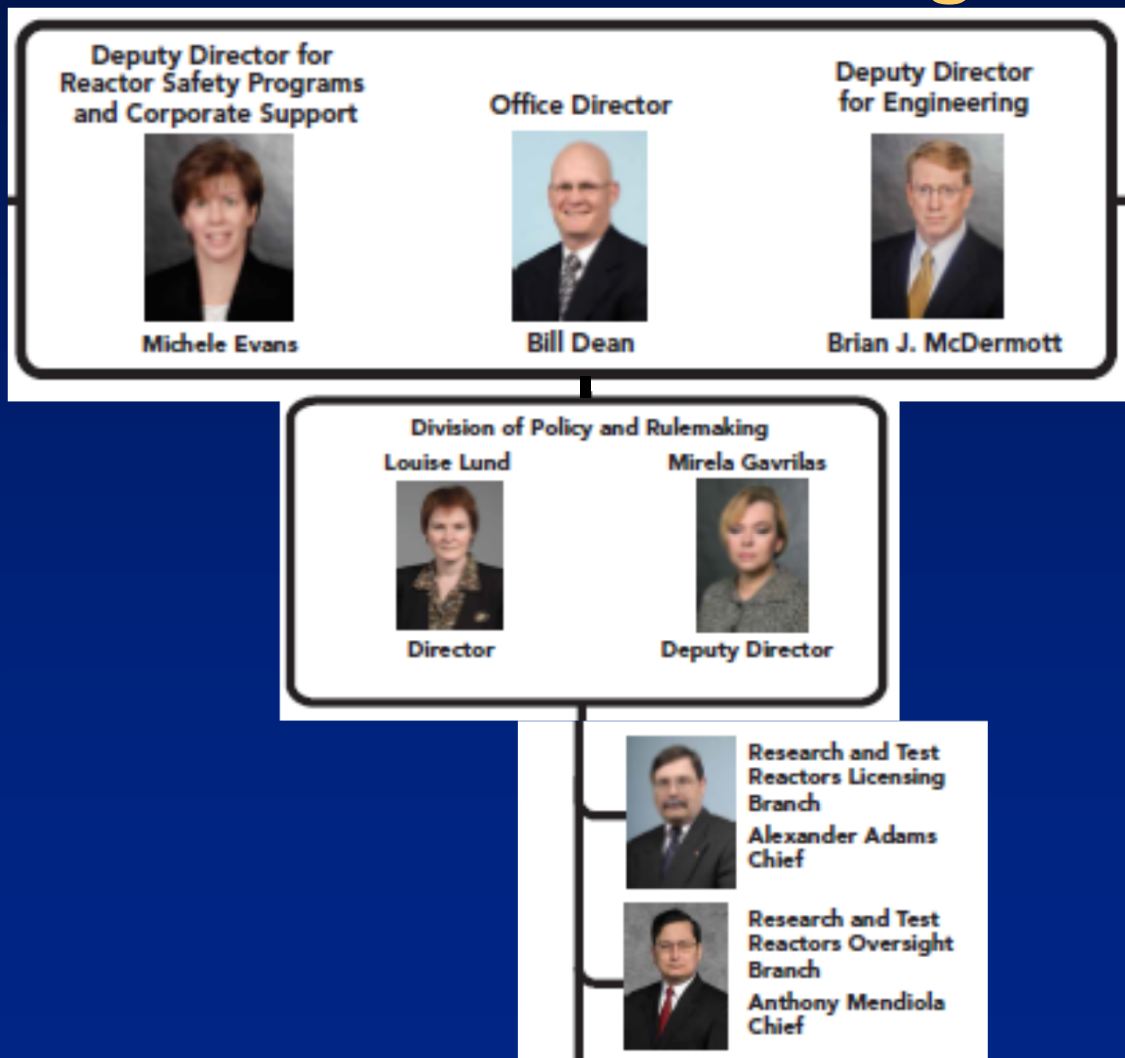 Deputy Director for
Reactor Safety Programs
and Corporate Support
Michele Evans
Office Director
Bill Dean
Deputy Director
for Engineering
Brian J. McDermott
Division of Policy and Rulemaking
Louise Lund
Director
Mirela Gavrilas
Deputy Director
Research and Test
Reactors Licensing
Branch
Alexander Adams
Chief
Research and Test
Reactors Oversight
Branch
Anthony Mendiola
Chief